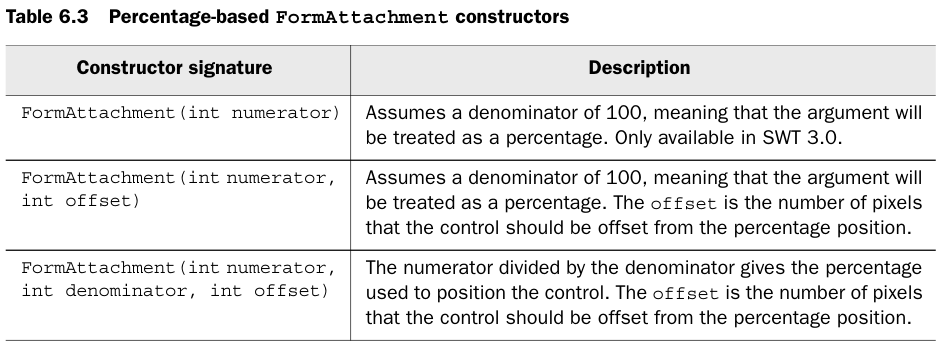 Table 6.3 Percentage-based FormAttachment constructors
Constructor signature Description
FormAttachment(int numerator)
Assumes a denominator of 100, meaning that the argument will
be treated as a percentage. Only available in SWT 3.0.
FormAttachment(int numerator,
int offset)
Assumes a denominator of 100, meaning that the argument will
be treated as a percentage. The offset is the number of pixels
that the control should be offset from the percentage position.
FormAttachment(int numerator,
int denominator, int offset)
The numerator divided by the denominator gives the percentage
used to position the control. The offset is the number of pixels
that the control should be offset from the percentage position.